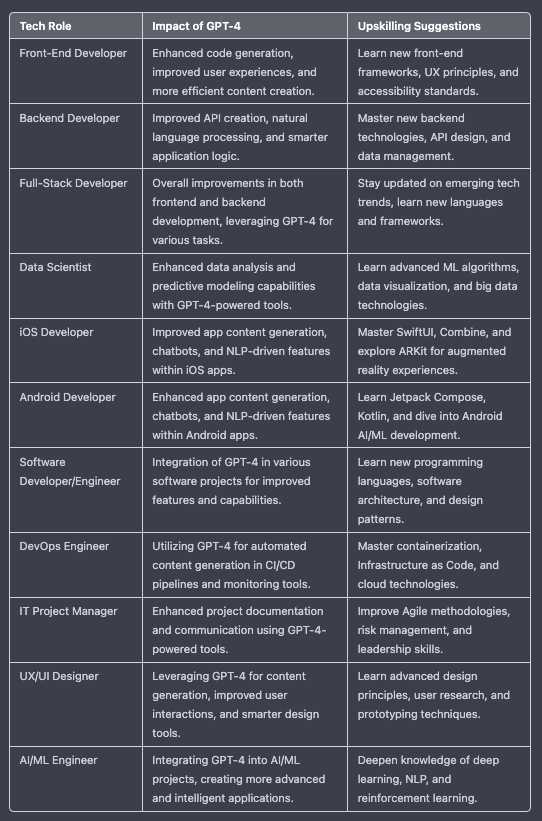 Tech Role
Impact of GPT-4
Upskilling Suggestions
Front-End Developer
Enhanced code generation,
improved user experiences, and
more efficient content creation.
Learn new front-end
frameworks, UX principles, and
accessibility standards.
Backend Developer
Improved API creation, natural
language processing, and smarter
application logic.
Master new backend
technologies, API design, and
data management.
Full-Stack Developer
Overall improvements in both
frontend and backend
development, leveraging GPT-4 for
various tasks.
Stay updated on emerging tech
trends, learn new languages
and frameworks.
Data Scientist
Enhanced data analysis and
predictive modeling capabilities
with GPT-4-powered tools.
Learn advanced ML algorithms,
data visualization, and big data
technologies.
iOS Developer
Improved app content generation,
chatbots, and NLP-driven features
within iOS apps.
Master SwiftUI, Combine, and
explore ARKit for augmented
reality experiences.
Android Developer
Enhanced app content generation,
chatbots, and NLP-driven features
within Android apps.
Learn Jetpack Compose,
Kotlin, and dive into Android
AI/ML development.
Software
Developer/Engineer
Integration of GPT-4 in various
software projects for improved
features and capabilities.
Learn new programming
languages, software
architecture, and design
patterns.
DevOps Engineer
Utilizing GPT-4 for automated
content generation in CI/CD
pipelines and monitoring tools.
Master containerization,
Infrastructure as Code, and
cloud technologies.
IT Project Manager
Enhanced project documentation
and communication using GPT-4-
powered tools.
Improve Agile methodologies,
risk management, and
leadership skills.
UX/UI Designer
Leveraging GPT-4 for content
generation, improved user
interactions, and smarter design
tools.
Learn advanced design
principles, user research, and
prototyping techniques.
AI/ML Engineer
Integrating GPT-4 into AI/ML
projects, creating more advanced
and intelligent applications.
Deepen knowledge of deep
learning, NLP, and
reinforcement learning.